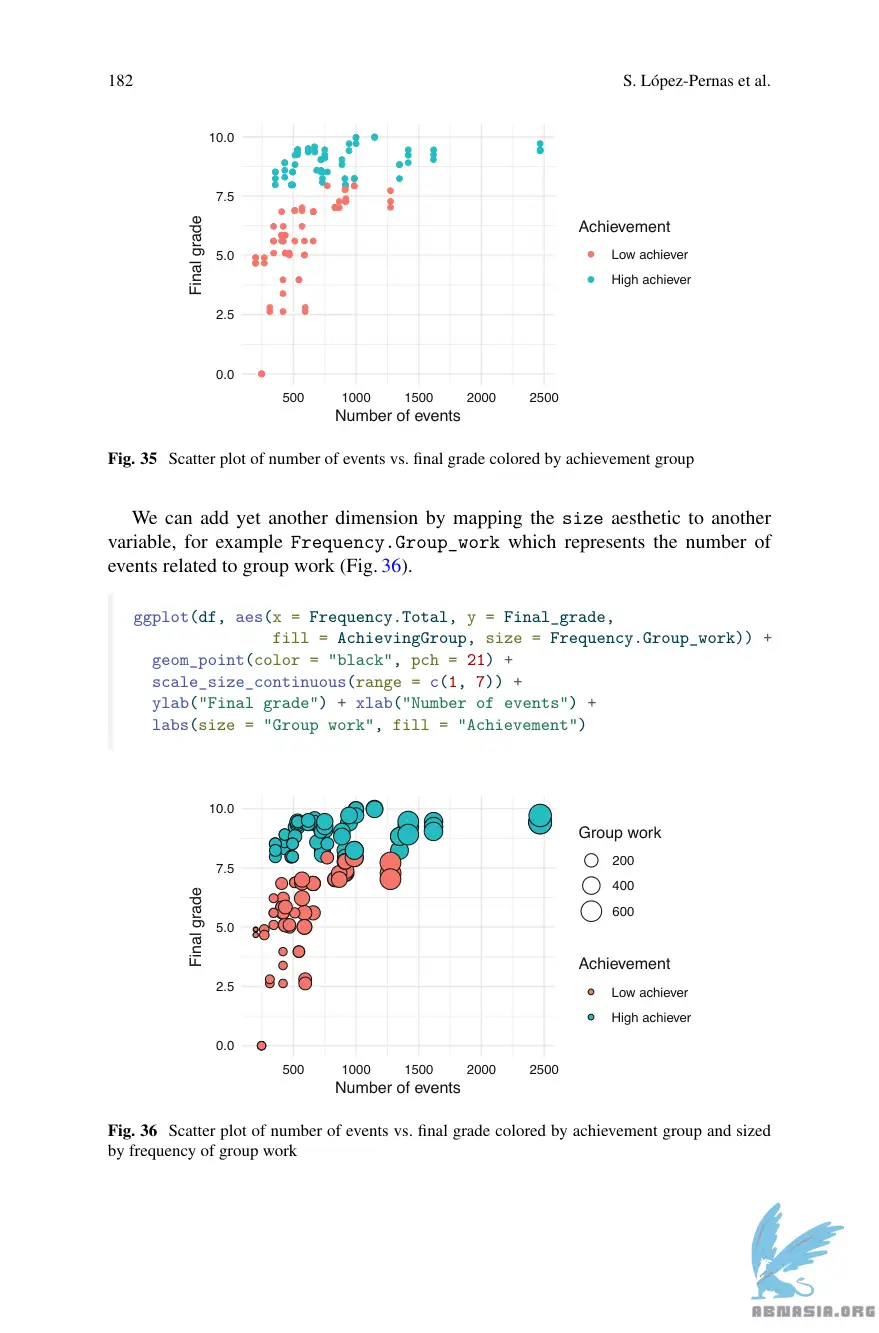 182 S. López-Pernas et al.
10.0
7.5
5.0
2.5
0.0
Final grade
500 1000 1500 2000 2500
Number of events
Achievement
Low achiever
High achiever
Fig. 35 Scatter plot of number of events vs. final grade colored by achievement group
We can add yet another dimension by mapping the size aesthetic to another
variable, for example Frequency.Group_work which represents the number of
events related to group work (Fig. 36).
ggplot(df, aes(x = Frequency.Total, y = Final_grade,
fill = AchievingGroup, size = Frequency.Group_work)) +
geom_point(color = "black", pch = 21) +
scale_size_continuous(range = c(1, 7)) +
ylab("Final grade") + xlab("Number of events") +
labs(size = "Group work", fill = "Achievement")
10.0
7.5
5.0
2.5
0.0
Final grade
500 1000 1500 2000 2500
Number of events
Group work
200
400
600
Achievement
Low achiever
High achiever
Fig. 36 Scatter plot of number of events vs. final grade colored by achievement group and sized
by frequency of group work
ABNASIA.ORG